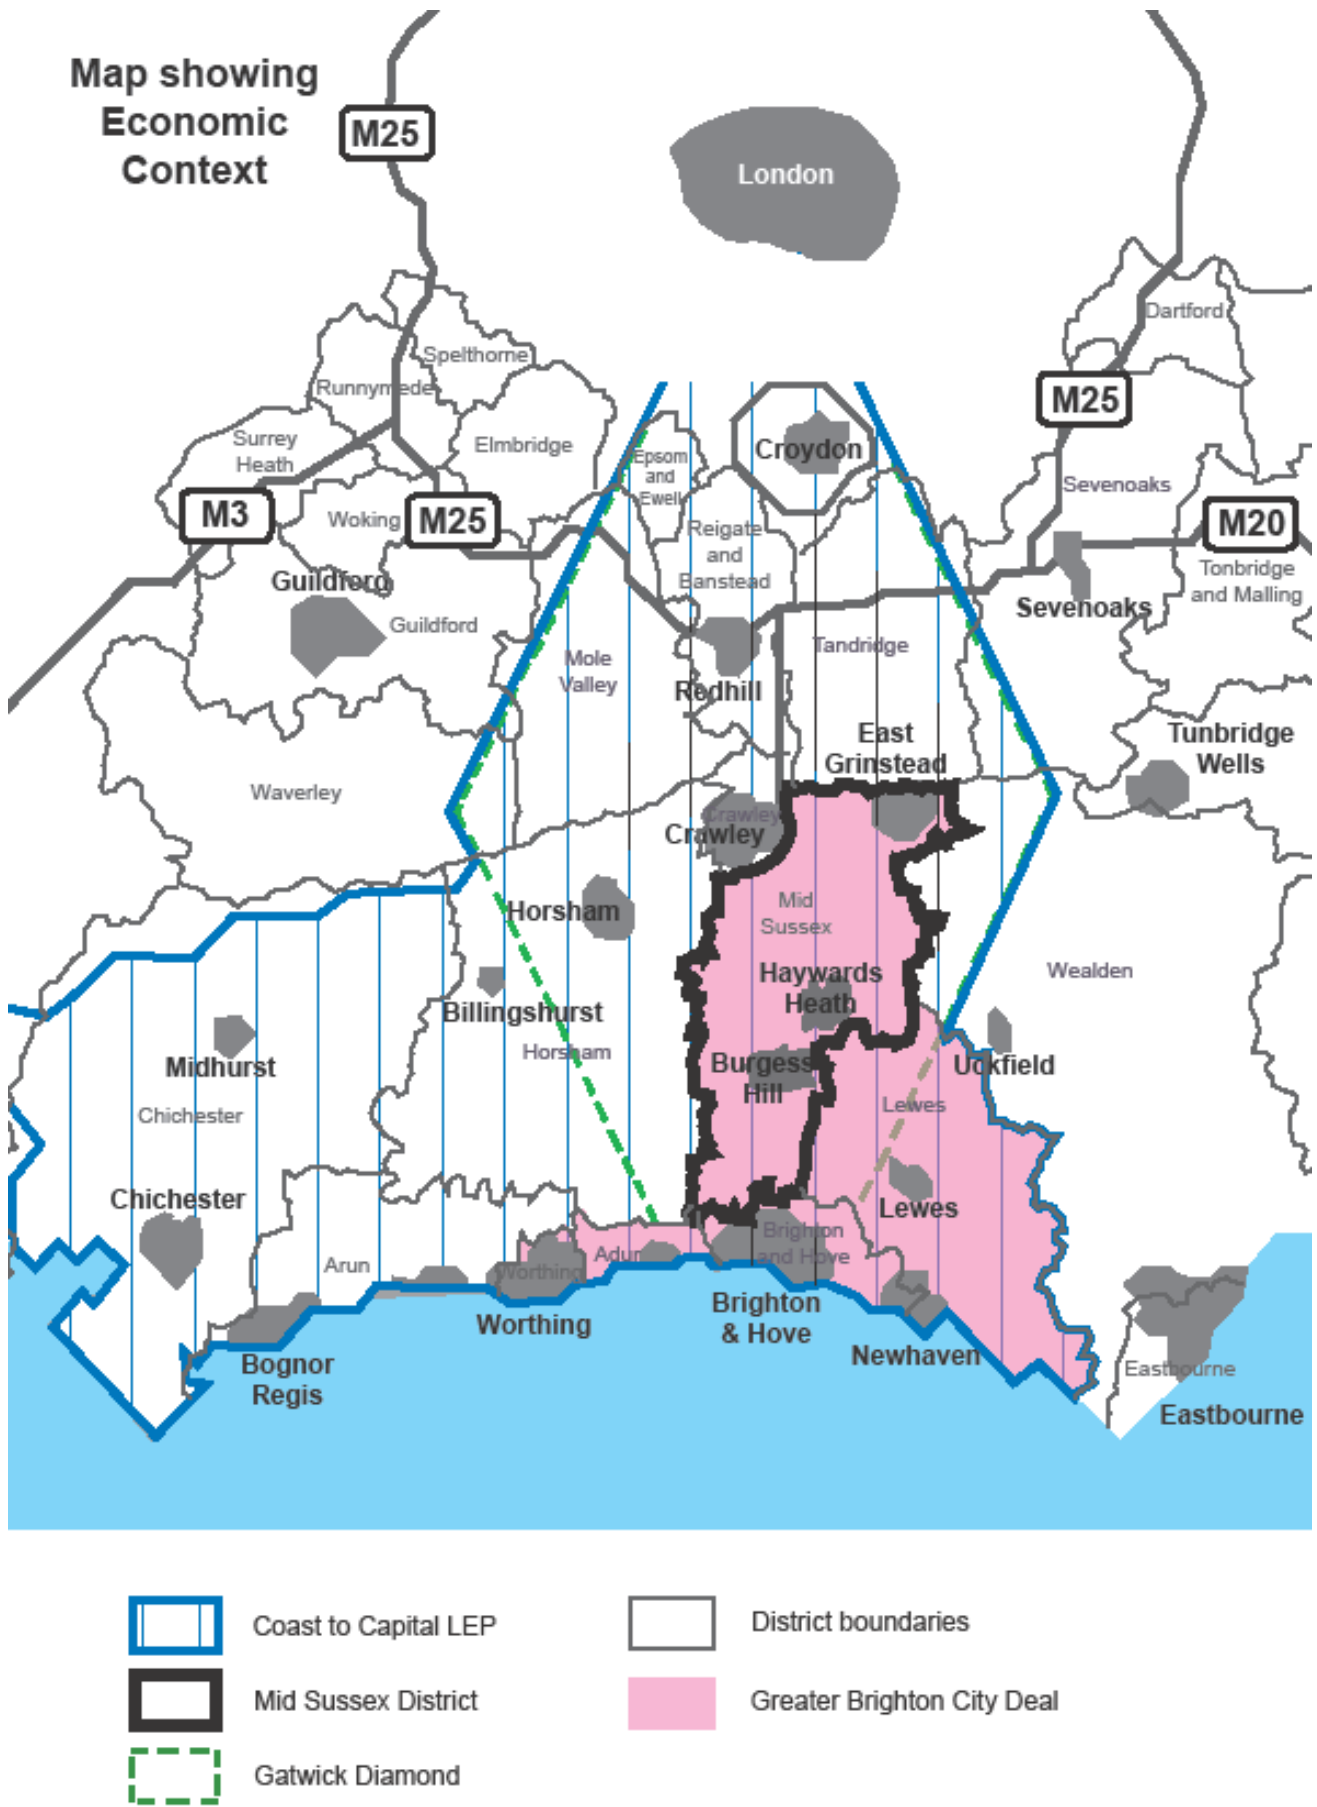 Map showing
Economic
Context
M25
London
Dartford
Spelthorne
Runnymede
M25
Surrey
Heath
Elmbridge
Croydon
Epsom
and
Ewell
Sevenoaks
M3
Woking
M25
M20
Reigate
and
Banstead
Guildford
Tonbridge
and Malling
Sevenoaks
Guildford
Tandridge
Mole
Valley
Redhill
East
Grinstead
Tunbridge
Wells
Waverley
Crawley
Crawley
Horsham
Mid
Sussex
Haywards
Heath
Wealden
Billingshurst
Horsham
Midhurst
Burgess
Hill
Uckfield
Chichester
Lewes
Chichester
Lewes
Arun
Adur
Brighton
and Hove
Worthing
Worthing
Brighton
& Hove
Newhaven
Bognor
Regis
Eastbourne
Eastbourne
Coast to Capital LEP
District boundaries
Mid Sussex District
Greater Brighton City Deal
Gatwick Diamond